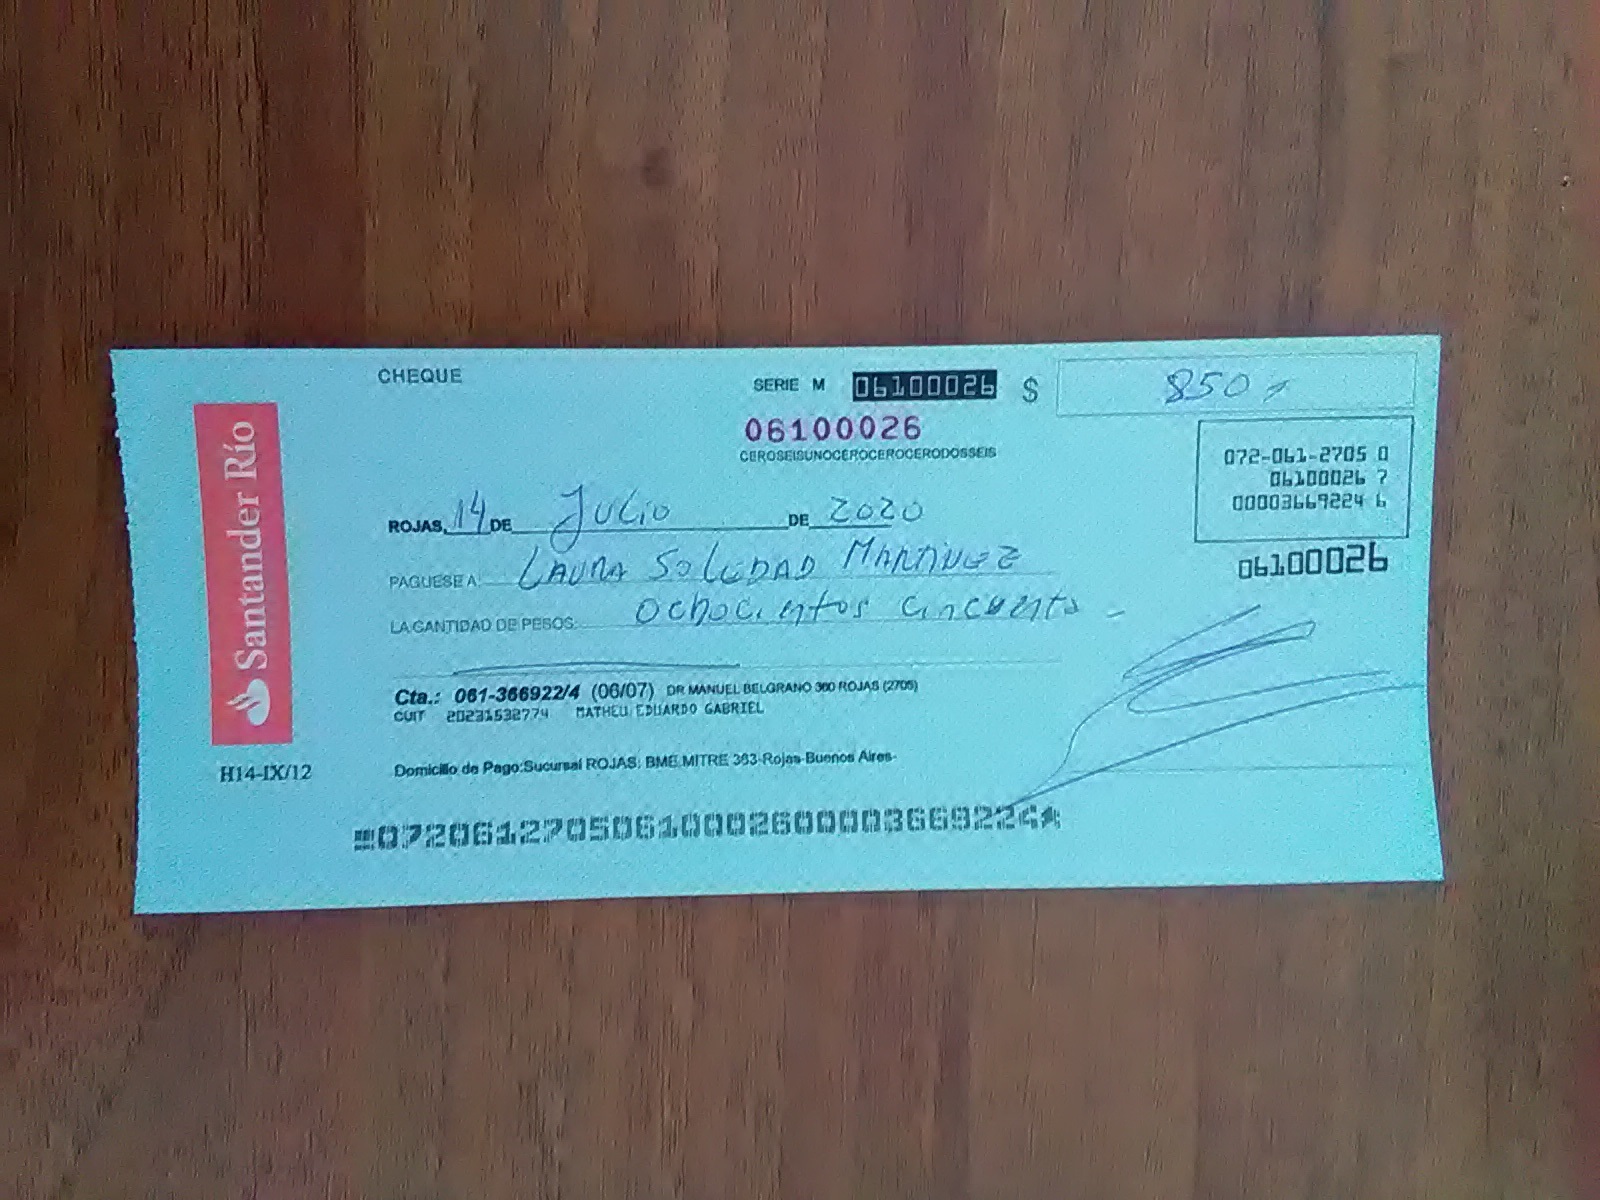 CHEQUE
SERIE M 06100026 $ 850
06100026
CEROSEISUNOCEROCEROCERODOSSEIS
072-061-2705 0
06100026 7
00003669224 6
06100026
Santander Río
ROJAS, 14 DE JULIO DE 2020
PAGUESE A: LAURA SOLEDAD MARTINEZ
LA CANTIDAD DE PESOS: Ochocientos cincuenta -
Cta.: 061-366922/4 (06/07) DR MANUEL BELGRANO 360 ROJAS (2705)
CUIT 20231532774 MATHEU EDUARDO GABRIEL
H14-IX/12
Domicilio de Pago:Sucursal ROJAS: BME MITRE 363-Rojas-Buenos Aires-
07206127050610002600003669224